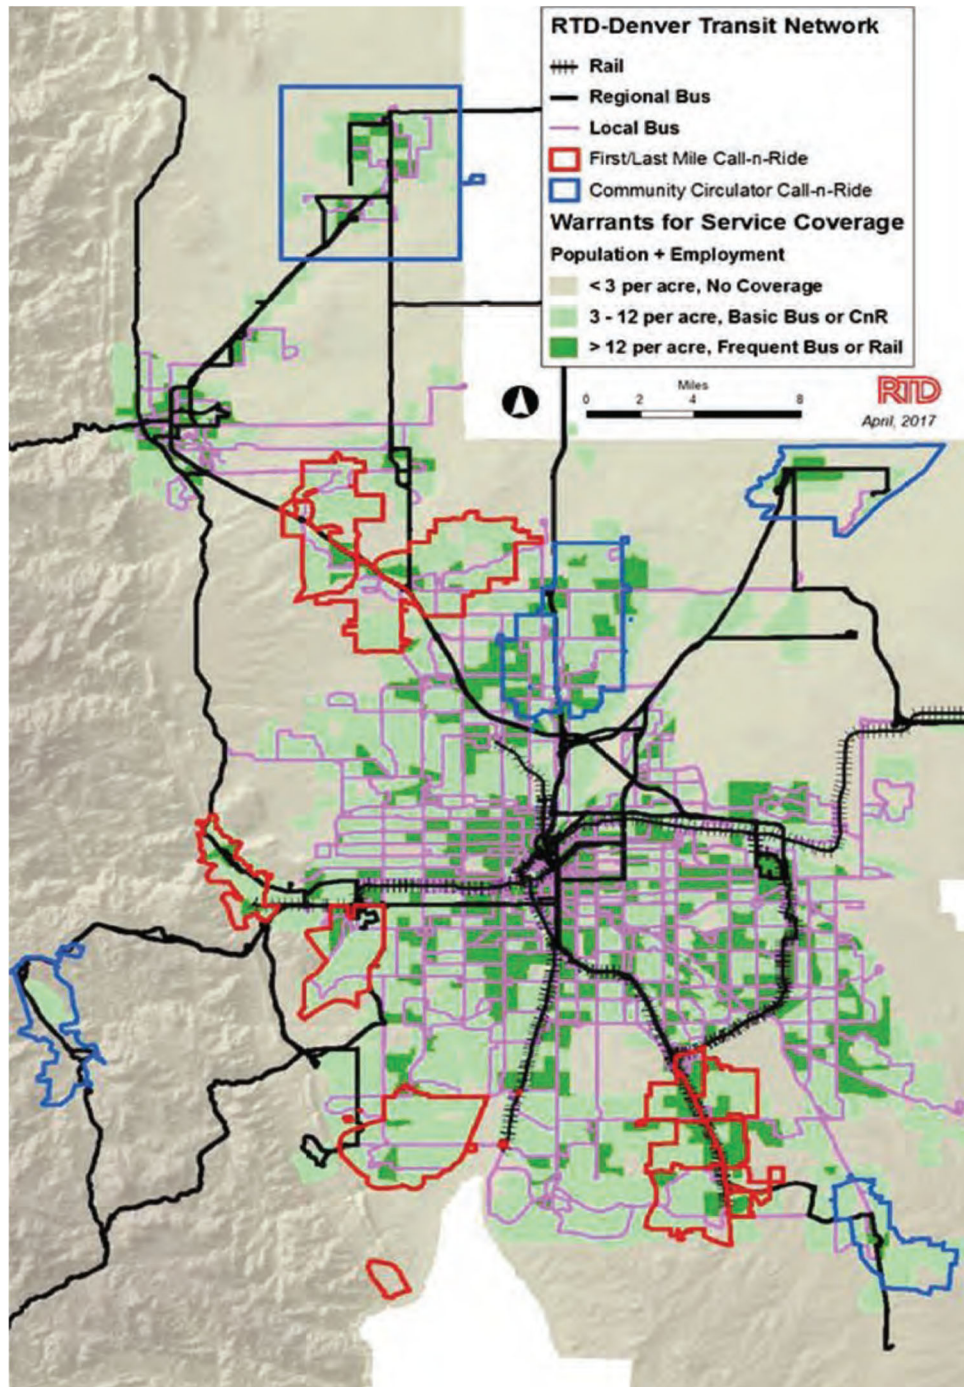 RTD-Denver Transit Network
Rail
Regional Bus
Local Bus
First/Last Mile Call-n-Ride
Community Circulator Call-n-Ride
Warrants for Service Coverage
Population + Employment
< 3 per acre, No Coverage
3 - 12 per acre, Basic Bus or CnR
> 12 per acre, Frequent Bus or Rail
Miles
0 2 4 8
RTD
April, 2017